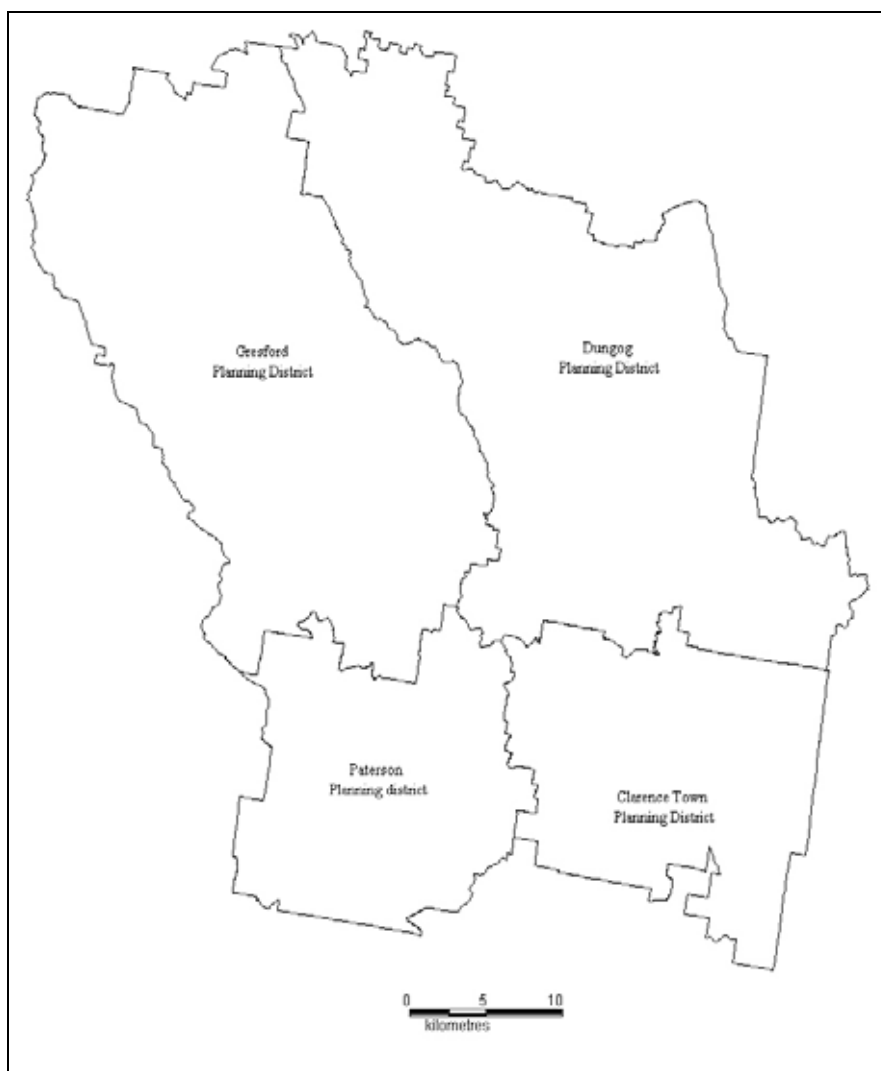 Gresford
Planning District
Dungog
Planning District
Paterson
Planning district
Clarence Town
Planning District
0 5 10
kilometres